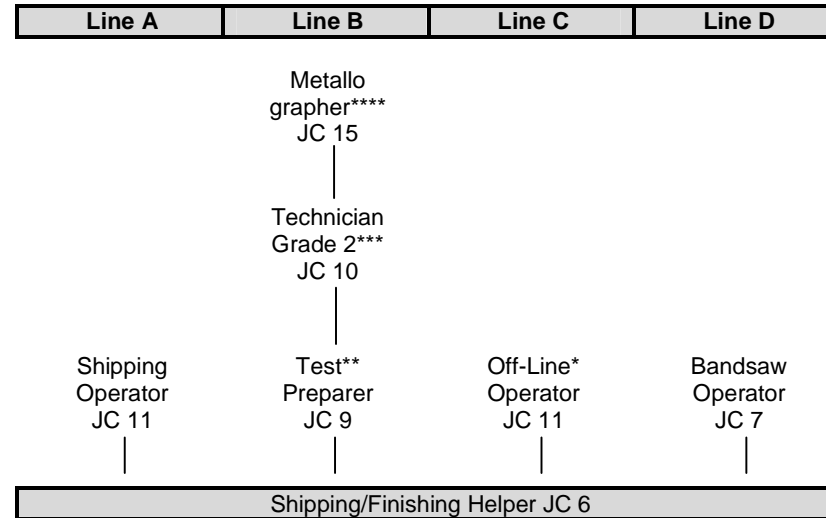 Line A Line B Line C Line D
Metallo
grapher****
JC 15
Technician
Grade 2***
JC 10
Shipping Test** Off-Line* Bandsaw
Operator Preparer Operator Operator
JC 11 JC 9 JC 11 JC 7
Shipping/Finishing Helper JC 6